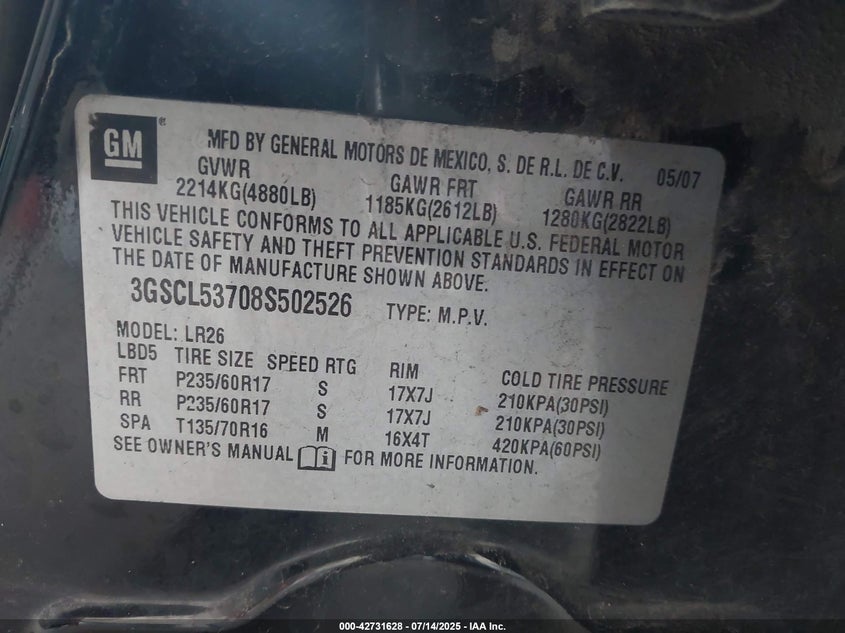 GM ®
MFD BY GENERAL MOTORS DE MEXICO, S. DE R.L. DE C.V. 05/07
GVWR GAWR FRT GAWR RR
2214KG(4880LB) 1185KG(2612LB) 1280KG(2822LB)
THIS VEHICLE CONFORMS TO ALL APPLICABLE U.S. FEDERAL MOTOR
VEHICLE SAFETY AND THEFT PREVENTION STANDARDS IN EFFECT ON
THE DATE OF MANUFACTURE SHOWN ABOVE.
3GSCL53708S502526 TYPE: M.P.V.
MODEL: LR26
LBD5 TIRE SIZE SPEED RTG RIM COLD TIRE PRESSURE
FRT P235/60R17 S 17X7J 210KPA(30PSI)
RR P235/60R17 S 17X7J 210KPA(30PSI)
SPA T135/70R16 M 16X4T 420KPA(60PSI)
SEE OWNER'S MANUAL FOR MORE INFORMATION.
000-42731628 - 07/14/2025 - IAA Inc.